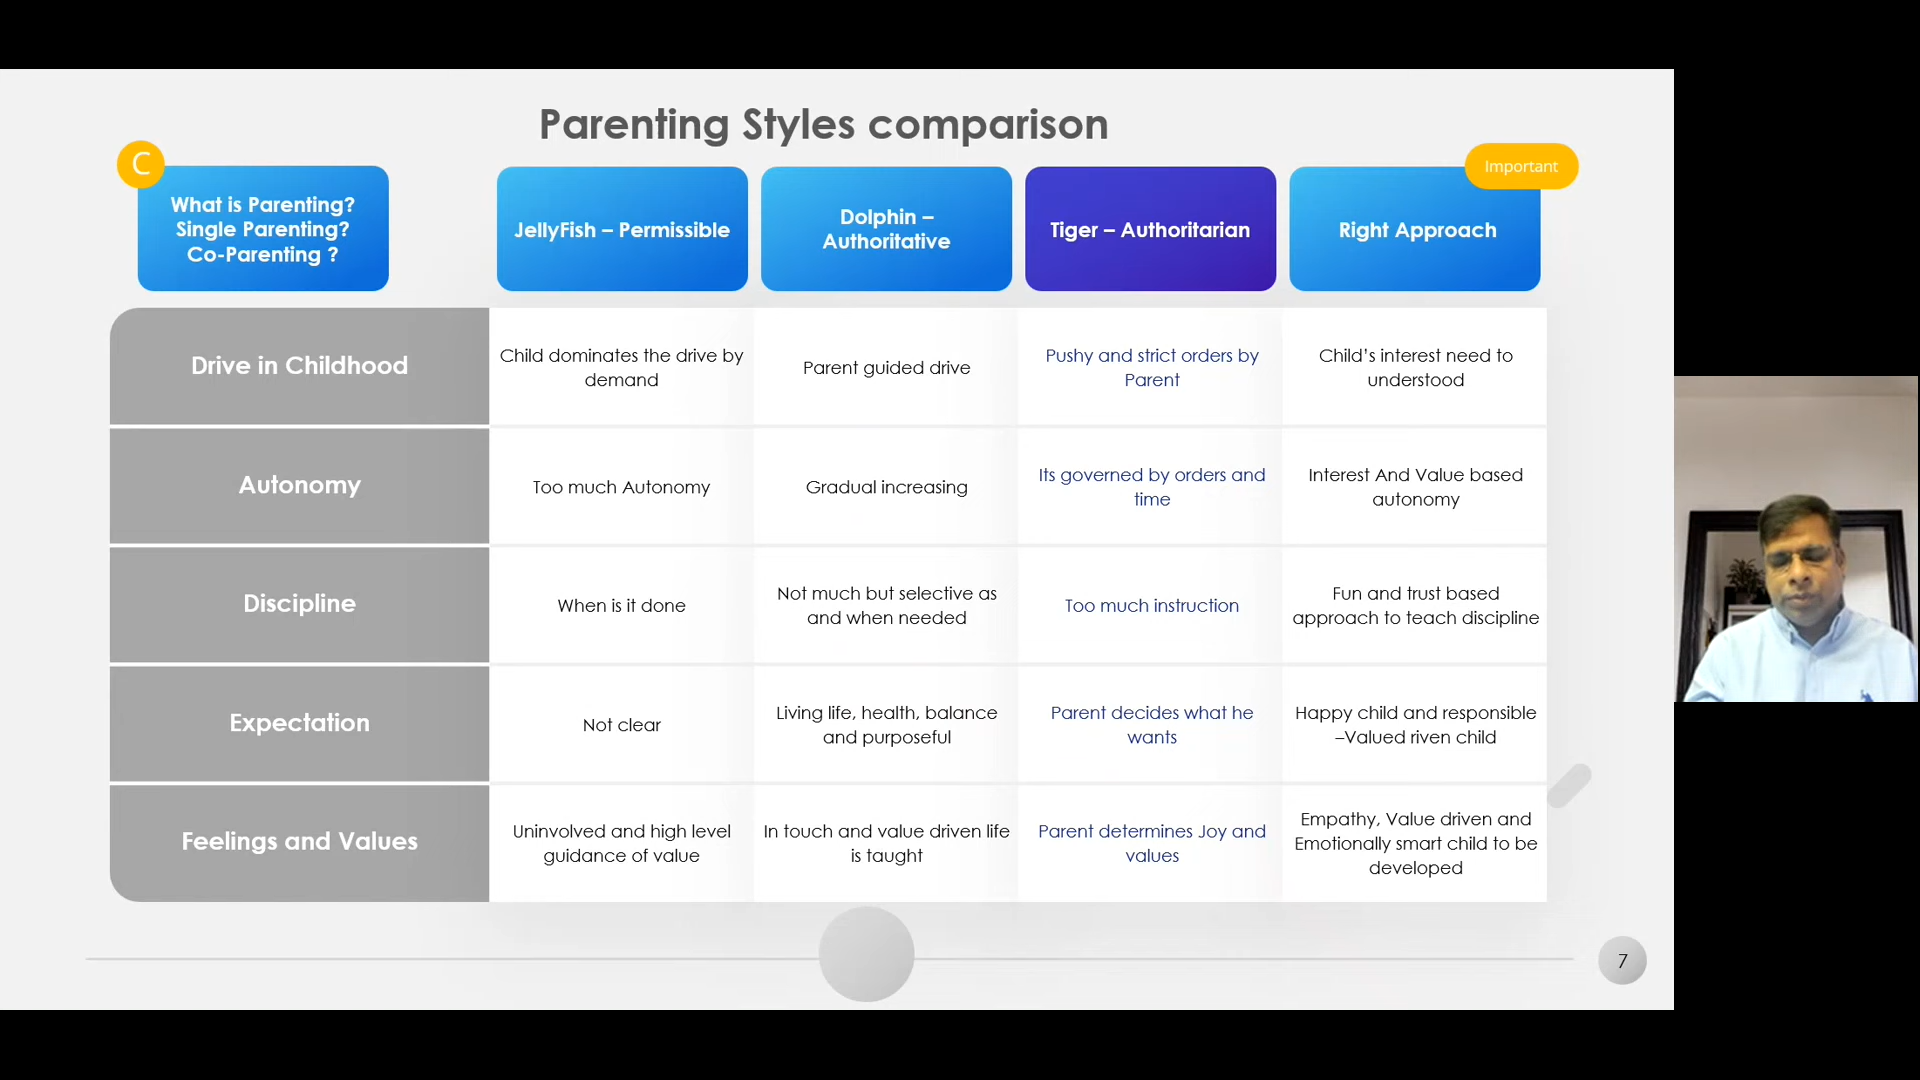 Parenting Styles comparison
C
What is Parenting?
Single Parenting?
Co-Parenting ?
JellyFish – Permissible
Dolphin –
Authoritative
Tiger – Authoritarian
Important
Right Approach
Drive in Childhood
Child dominates the drive by
demand
Parent guided drive
Pushy and strict orders by
Parent
Child’s interest need to
understood
Autonomy
Too much Autonomy
Gradual increasing
Its governed by orders and
time
Interest And Value based
autonomy
Discipline
When is it done
Not much but selective as
and when needed
Too much instruction
Fun and trust based
approach to teach discipline
Expectation
Not clear
Living life, health, balance
and purposeful
Parent decides what he
wants
Happy child and responsible
–Valued riven child
Feelings and Values
Uninvolved and high level
guidance of value
In touch and value driven life
is taught
Parent determines Joy and
values
Empathy, Value driven and
Emotionally smart child to be
developed
7